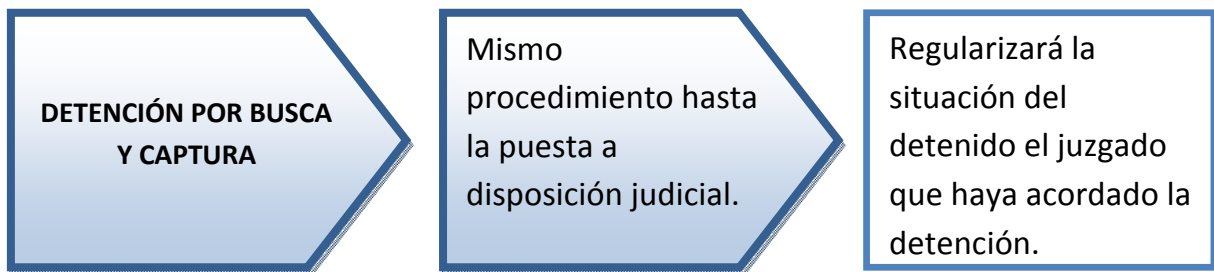 DETENCIÓN POR BUSCA
Y CAPTURA
Mismo
procedimiento hasta
la puesta a
disposición judicial.
Regularizará la
situación del
detenido el juzgado
que haya acordado la
detención.